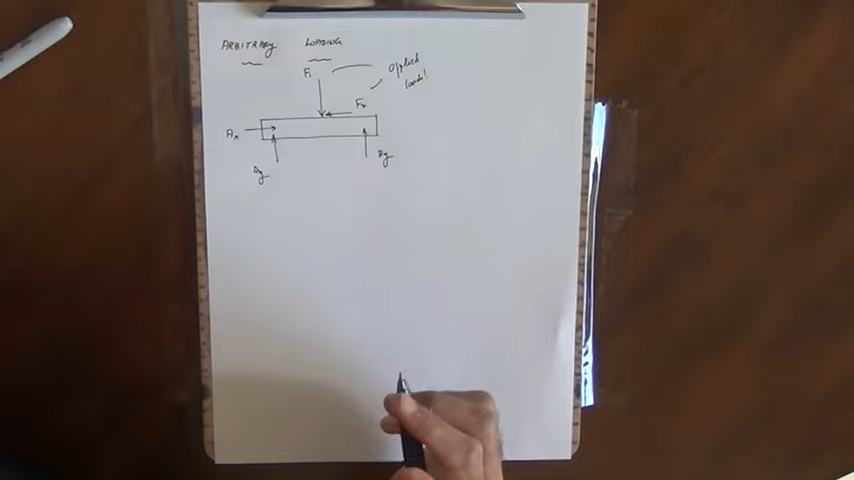 ARBITRARY LOADING
F₁
applied
loads!
F₂
Aₓ
Ay
By